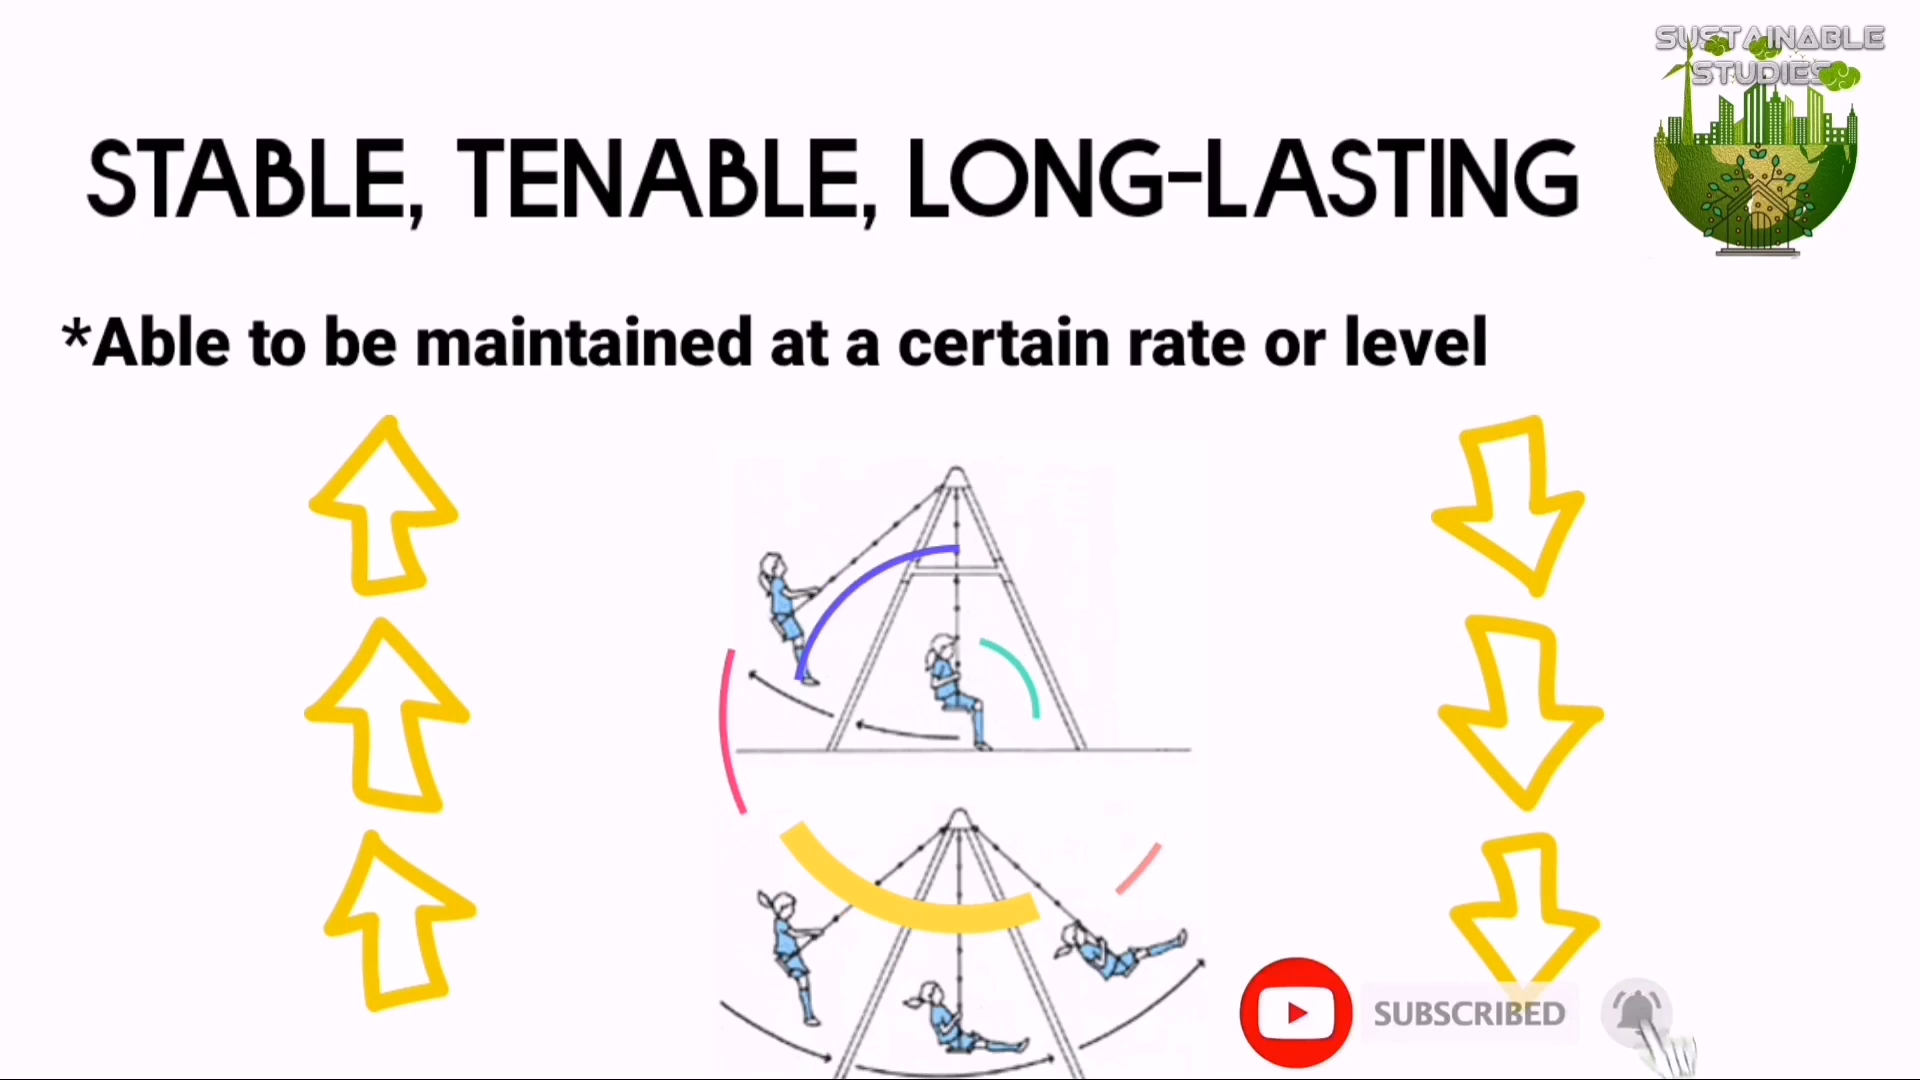 SUSTAINABLE
STUDIES
STABLE, TENABLE, LONG-LASTING
*Able to be maintained at a certain rate or level
SUBSCRIBED